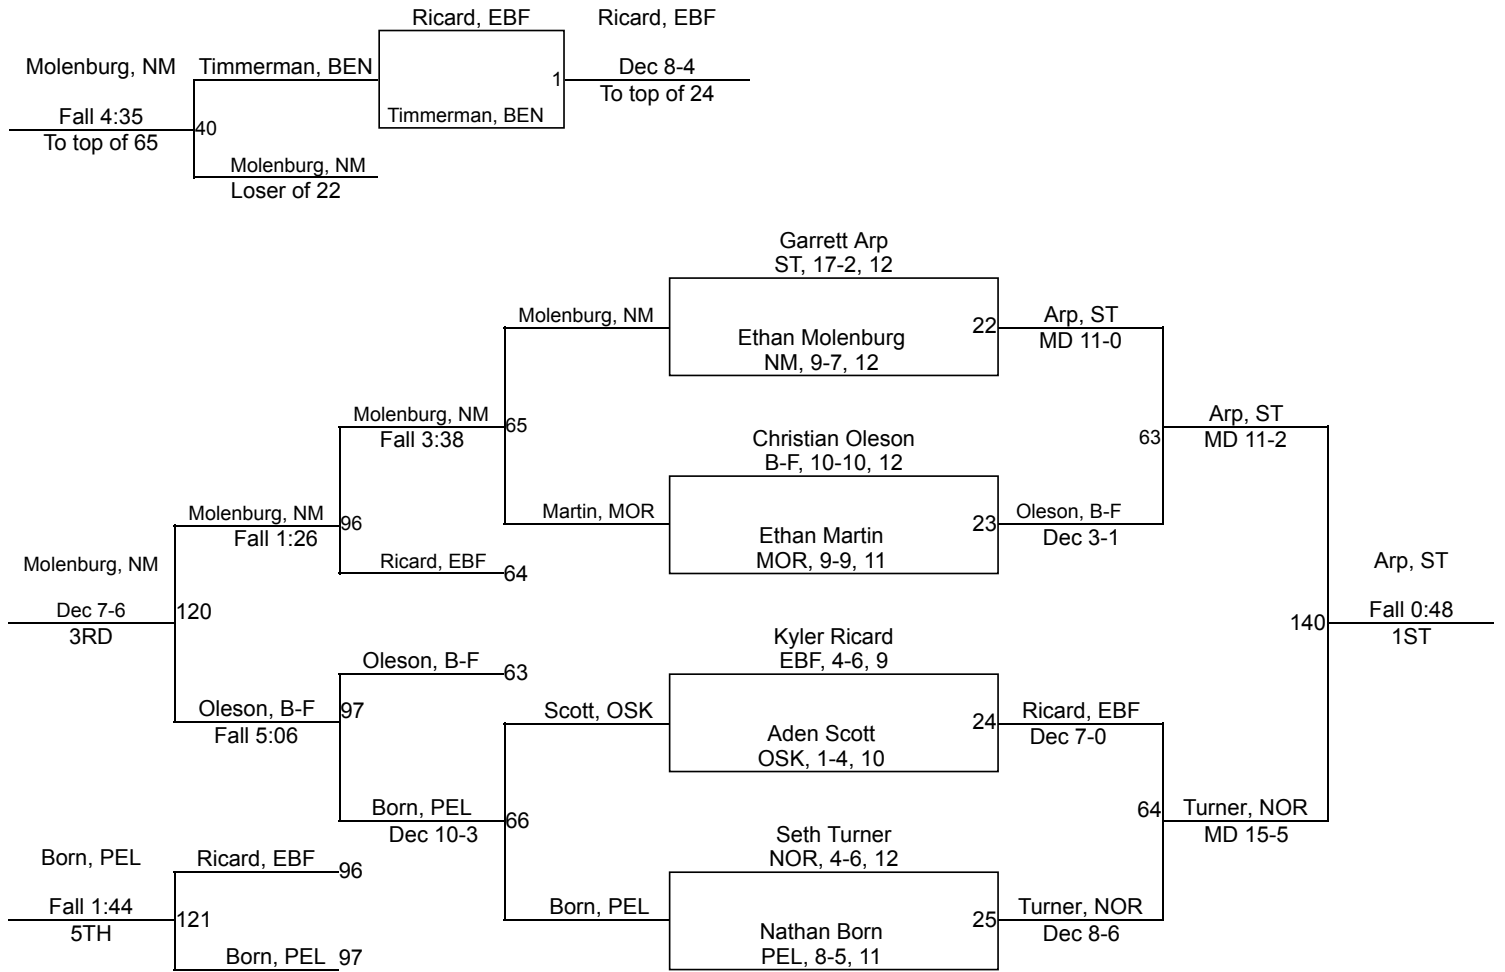 Ricard, EBF
Ricard, EBF
Molenburg, NM
Timmerman, BEN
1
Dec 8-4
To top of 24
Fall 4:35
40
Timmerman, BEN
To top of 65
Molenburg, NM
Loser of 22
Garrett Arp
ST, 17-2, 12
Molenburg, NM
22
Arp, ST
Ethan Molenburg
MD 11-0
NM, 9-7, 12
Molenburg, NM
65
Arp, ST
Fall 3:38
Christian Oleson
63
MD 11-2
B-F, 10-10, 12
Molenburg, NM
96
Martin, MOR
23
Oleson, B-F
Fall 1:26
Ethan Martin
Dec 3-1
MOR, 9-9, 11
Molenburg, NM
Ricard, EBF
64
Arp, ST
Dec 7-6
120
Fall 0:48
3RD
140
1ST
Kyler Ricard
EBF, 4-6, 9
Oleson, B-F
63
Oleson, B-F
97
Scott, OSK
24
Ricard, EBF
Fall 5:06
Aden Scott
Dec 7-0
OSK, 1-4, 10
Born, PEL
66
64
Turner, NOR
Dec 10-3
Seth Turner
MD 15-5
NOR, 4-6, 12
Born, PEL
Ricard, EBF
96
Fall 1:44
121
Born, PEL
25
Turner, NOR
5TH
Nathan Born
Dec 8-6
PEL, 8-5, 11
Born, PEL
97